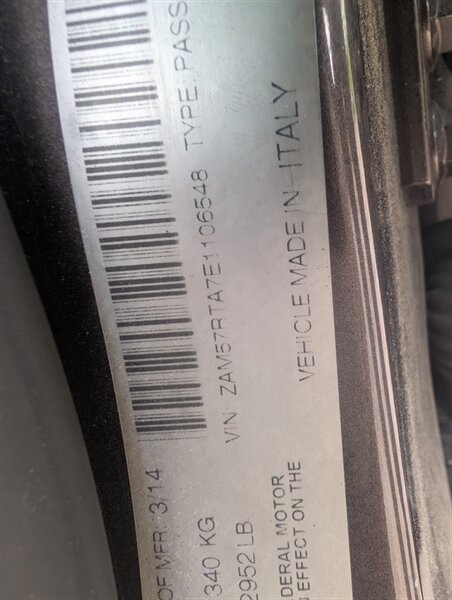 OF MFR: 3/14
340 KG
2952 LB
VIN: ZAM57RTA7E1106548 TYPE: PASS
DERAL MOTOR
EFFECT ON THE
VEHICLE MADE IN ITALY